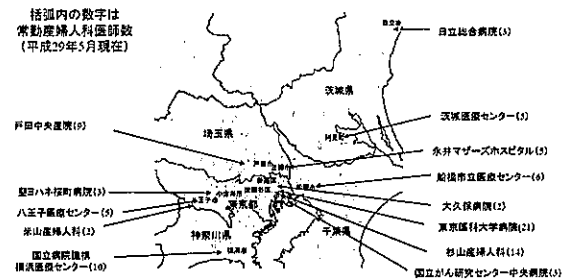 括弧内の数字は
常勤産婦人科医師数
(平成29年5月現在)
日立総合病院(3)
茨城県
茨城医療センター(5)
埼玉県
戸田中央産院(9)
永井マザーズホスピタル(5)
船橋市立医療センター(6)
聖ヨハネ桜町病院(3)
大久保病院(2)
八王子医療センター(5)
八王子市
東京都
東京医科大学病院(21)
米山産婦人科(2)
千葉県
杉山産婦人科(14)
神奈川県
国立病院機構
横浜医療センター(10)
国立がん研究センター中央病院(3)